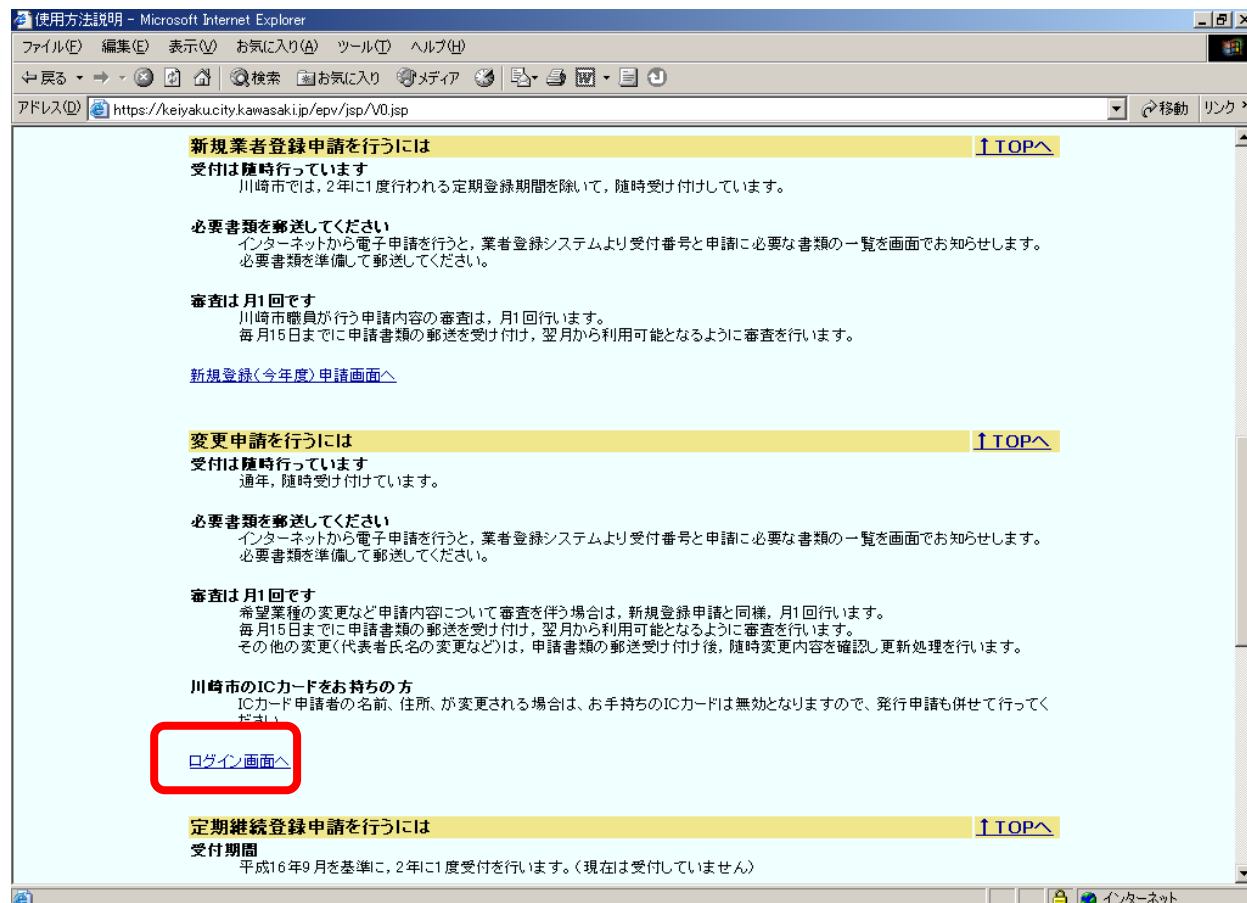 使用方法説明 - Microsoft Internet Explorer
ファイル(F) 編集(E) 表示(V) お気に入り(A) ツール(T) ヘルプ(H)
戻る 検索 お気に入り メディア
アドレス(D) https://keiyaku.city.kawasaki.jp/epv/jsp/V0.jsp 移動 リンク
新規業者登録申請を行うには ↑TOPへ
受付は随時行っています
川崎市では，2年に1度行われる定期登録期間を除いて，随時受け付けしています。
必要書類を郵送してください
インターネットから電子申請を行うと，業者登録システムより受付番号と申請に必要な書類の一覧を画面でお知らせします。
必要書類を準備して郵送してください。
審査は月1回です
川崎市職員が行う申請内容の審査は，月1回行います。
毎月15日までに申請書類の郵送を受け付け，翌月から利用可能となるように審査を行います。
新規登録(今年度)申請画面へ
変更申請を行うには ↑TOPへ
受付は随時行っています
通年，随時受け付けています。
必要書類を郵送してください
インターネットから電子申請を行うと，業者登録システムより受付番号と申請に必要な書類の一覧を画面でお知らせします。
必要書類を準備して郵送してください。
審査は月1回です
希望業種の変更など申請内容について審査を伴う場合は，新規登録申請と同様，月1回行います。
毎月15日までに申請書類の郵送を受け付け，翌月から利用可能となるように審査を行います。
その他の変更(代表者氏名の変更など)は，申請書類の郵送受け付け後，随時変更内容を確認し更新処理を行います。
川崎市のICカードをお持ちの方
ICカード申請者の名前、住所、が変更される場合は、お手持ちのICカードは無効となりますので、発行申請も併せて行ってく
ださい
ログイン画面へ
定期継続登録申請を行うには ↑TOPへ
受付期間
平成16年9月を基準に，2年に1度受付を行います。(現在は受付していません)
インターネット